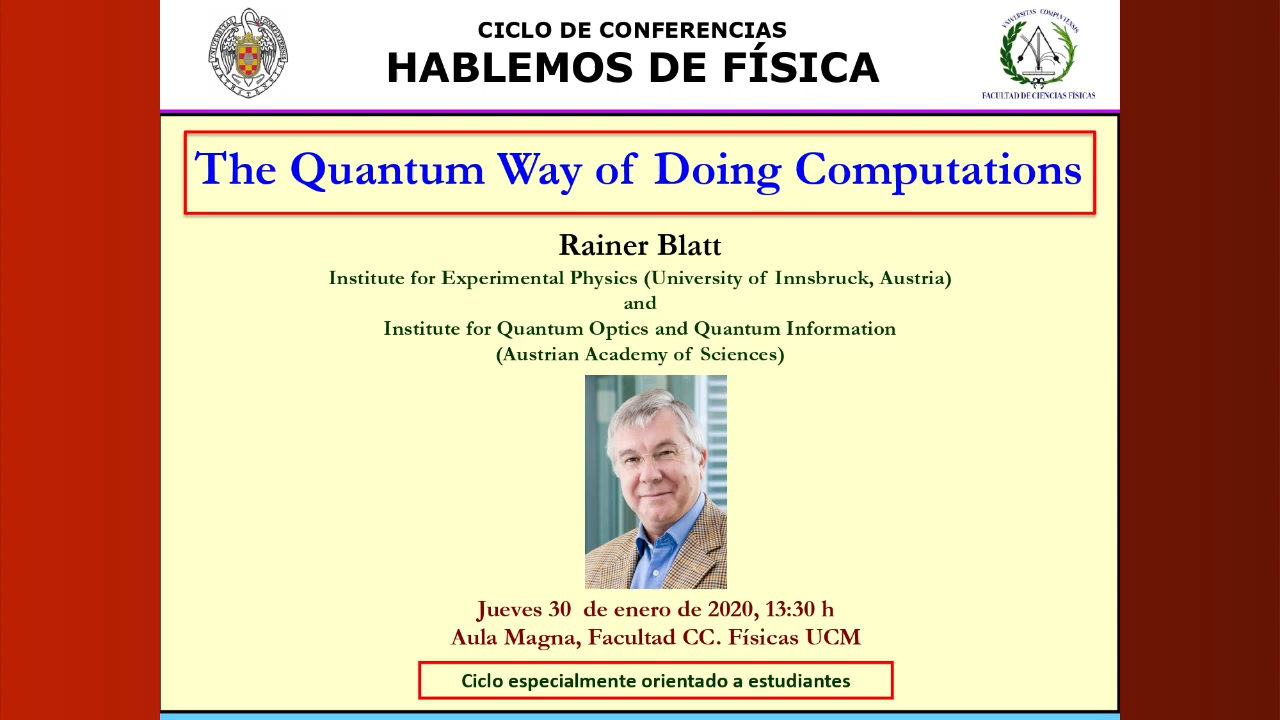 CICLO DE CONFERENCIAS
HABLEMOS DE FÍSICA
UNIVERSITAS COMPUTENSIS
FACULTAD DE CIENCIAS FÍSICAS
The Quantum Way of Doing Computations
Rainer Blatt
Institute for Experimental Physics (University of Innsbruck, Austria)
and
Institute for Quantum Optics and Quantum Information
(Austrian Academy of Sciences)
Jueves 30 de enero de 2020, 13:30 h
Aula Magna, Facultad CC. Físicas UCM
Ciclo especialmente orientado a estudiantes